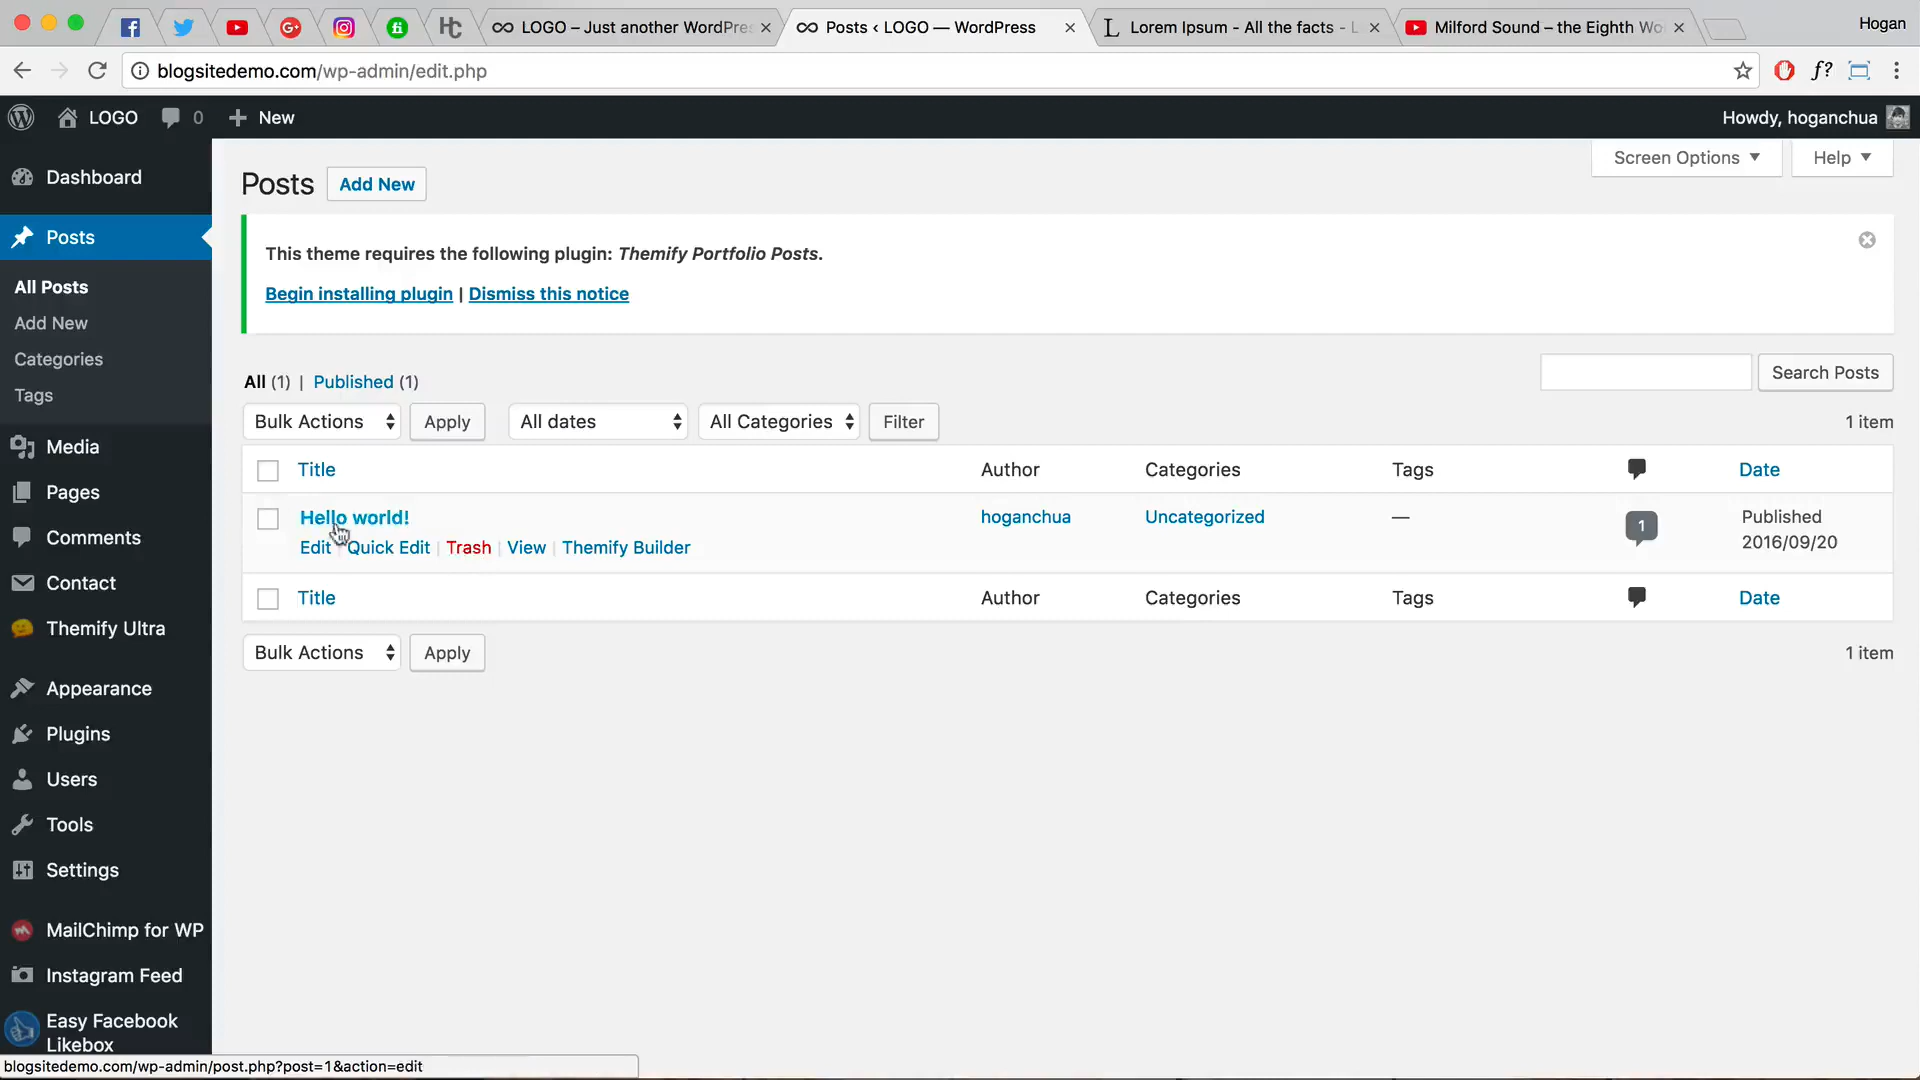 LOGO – Just another WordPres
Posts ‹ LOGO — WordPress
Lorem Ipsum - All the facts - L
Milford Sound – the Eighth Wo
Hogan
blogsitedemo.com/wp-admin/edit.php
f?
LOGO
0
New
Howdy, hoganchua
Dashboard
Posts
All Posts
Add New
Categories
Tags
Media
Pages
Comments
Contact
Themify Ultra
Appearance
Plugins
Users
Tools
Settings
MailChimp for WP
Instagram Feed
Easy Facebook
Likebox
Posts
Add New
Screen Options
Help
This theme requires the following plugin: Themify Portfolio Posts.
Begin installing plugin | Dismiss this notice
All (1) | Published (1)
Search Posts
Bulk Actions
Apply
All dates
All Categories
Filter
1 item
Title
Author
Categories
Tags
Date
Hello world!
hoganchua
Uncategorized
—
1
Published
2016/09/20
Edit | Quick Edit | Trash | View | Themify Builder
Title
Author
Categories
Tags
Date
Bulk Actions
Apply
1 item
blogsitedemo.com/wp-admin/post.php?post=1&action=edit